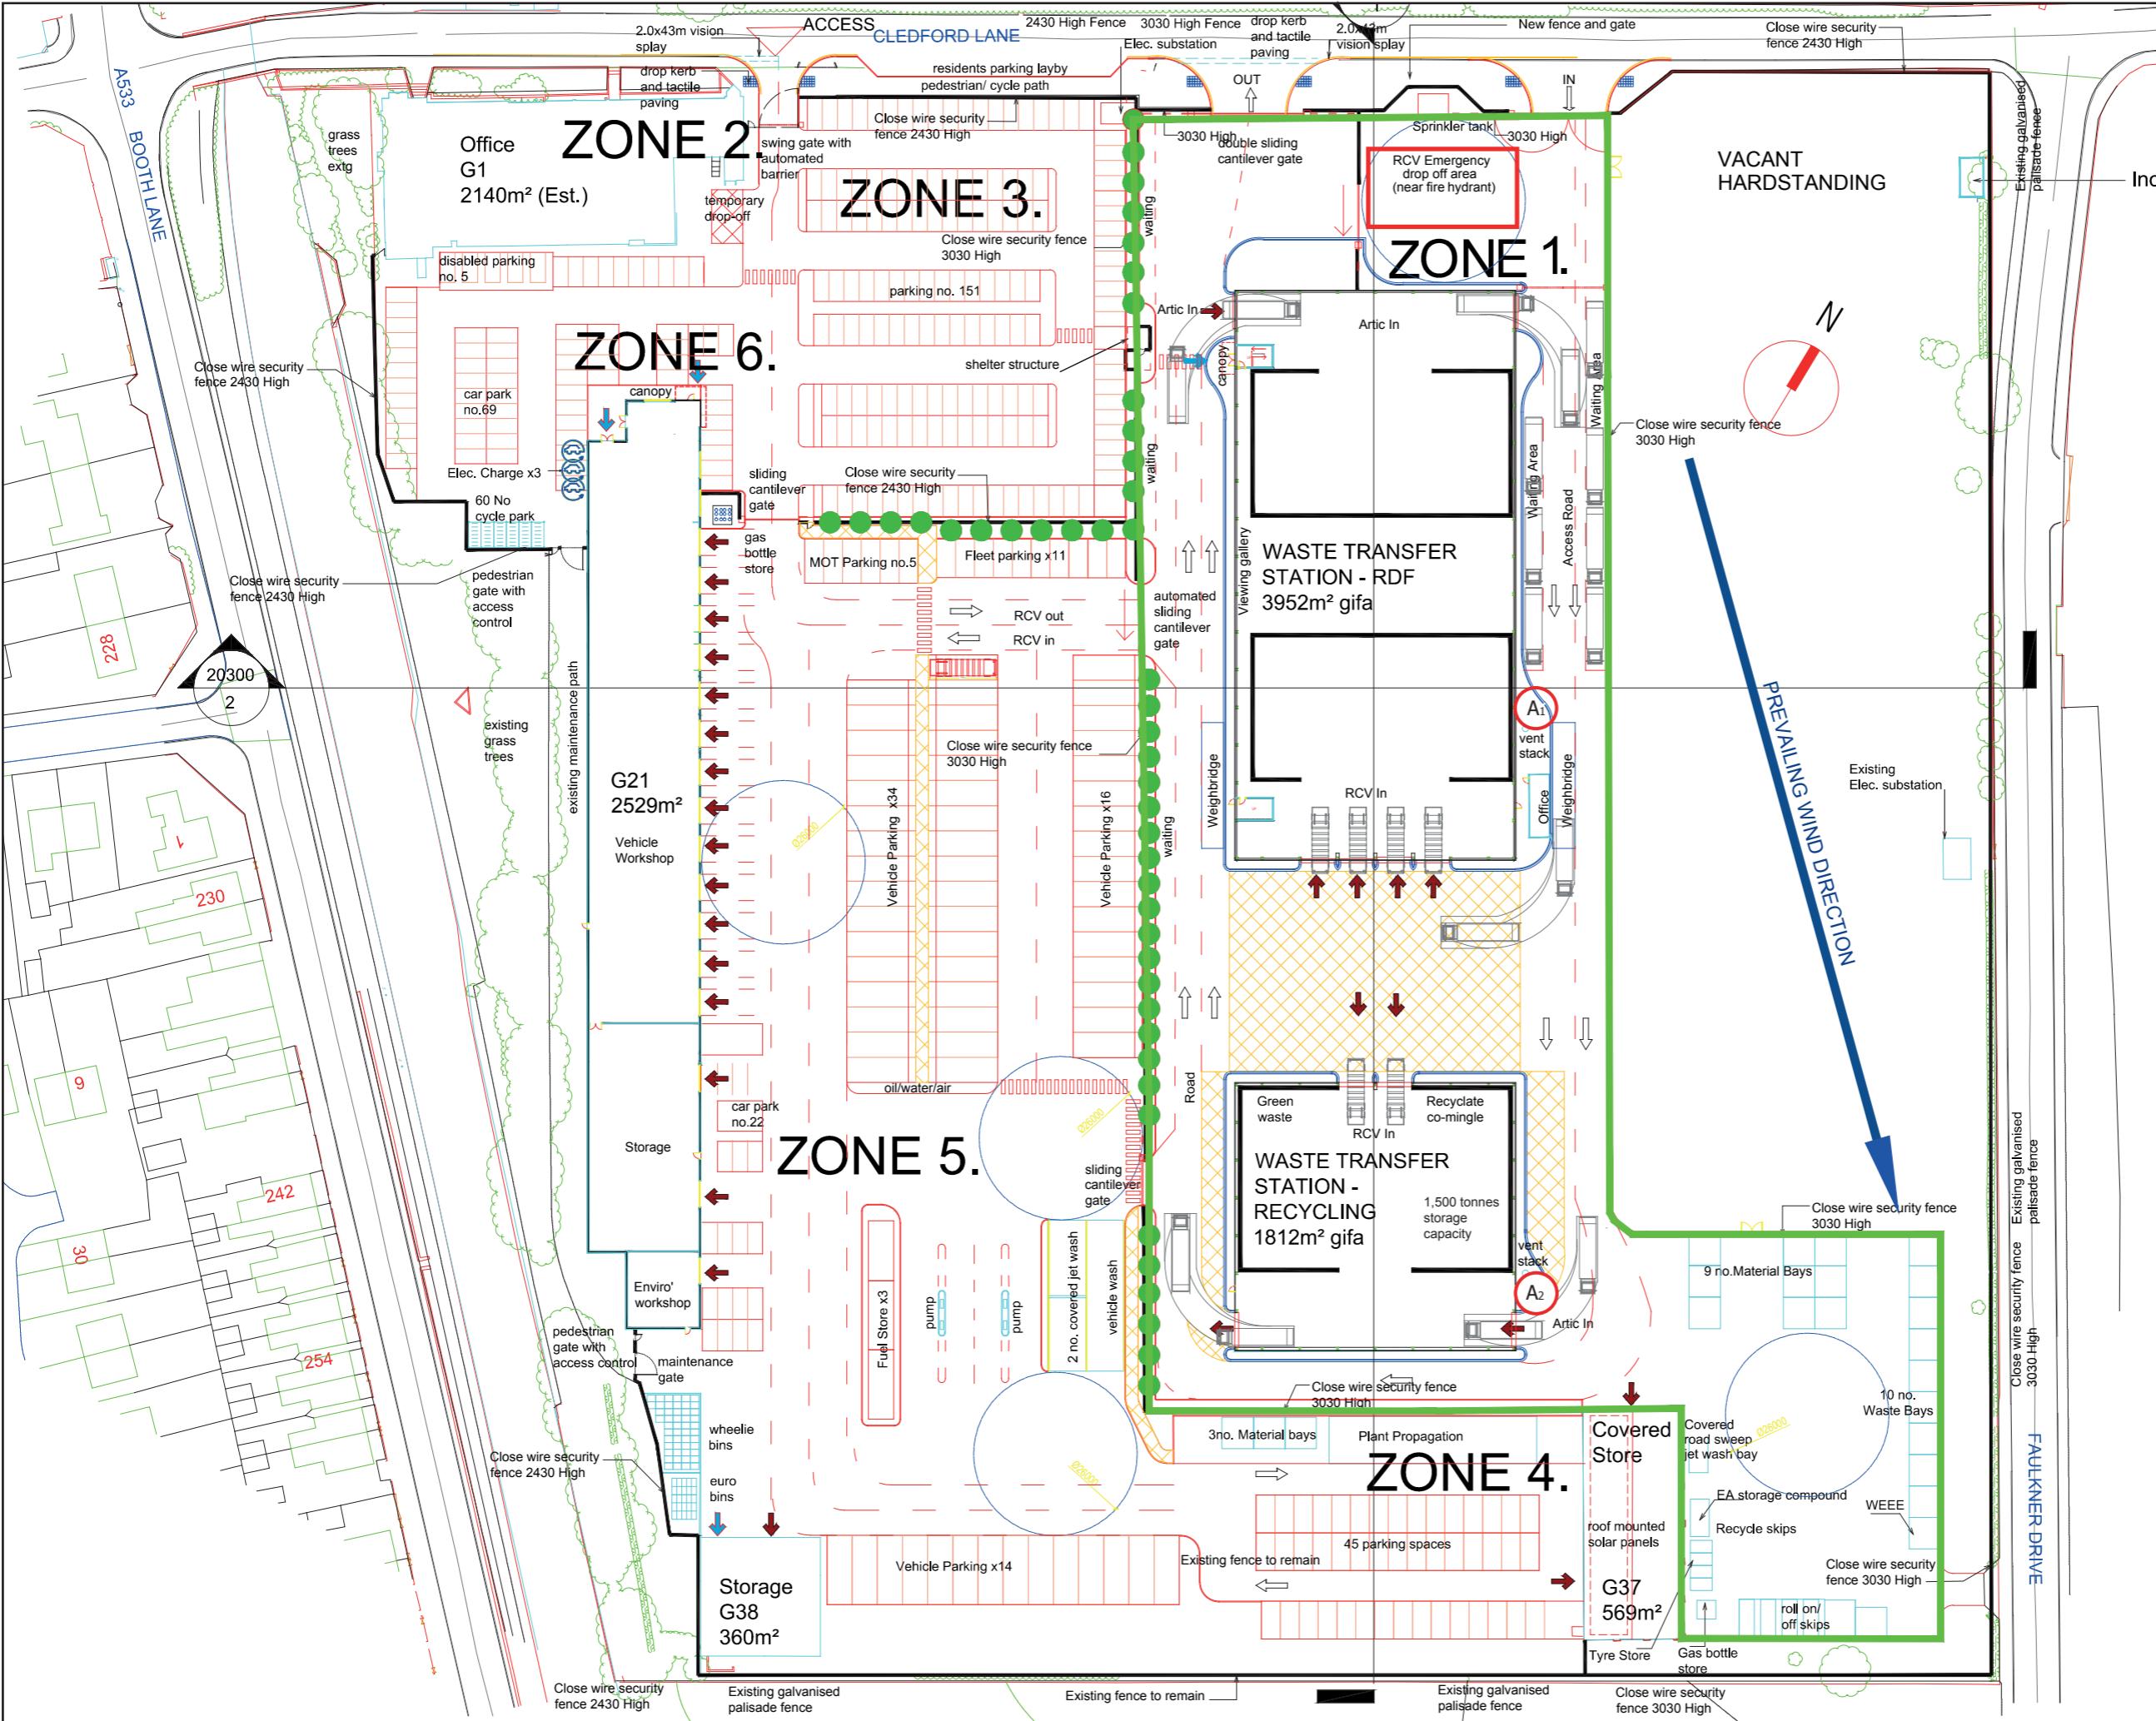 ACCESS
CLEDFORD LANE
2430 High Fence
3030 High Fence
drop kerb
and tactile
paving
New fence and gate
Close wire security
fence 2430 High
2.0x43m vision
splay
Elec. substation
vision splay
A533
BOOTH LANE
drop kerb
and tactile
paving
residents parking layby
pedestrian/ cycle path
OUT
IN
grass
trees
extg
Office
G1
2140m² (Est.)
ZONE 2.
Close wire security
fence 2430 High
swing gate with
automated
barrier
3030 High
double sliding
cantilever gate
Sprinkler tank
3030 High
RCV Emergency
drop off area
(near fire hydrant)
VACANT
HARDSTANDING
Existing galvanised
palisade fence
Inc
temporary
drop-off
ZONE 3.
waiting
Close wire security fence
3030 High
ZONE 1.
disabled parking
no. 5
parking no. 151
Artic In
Artic In
N
ZONE 6.
Close wire security
fence 2430 High
shelter structure
canopy
Waiting Area
car park
no.69
canopy
Close wire security fence
3030 High
Elec. Charge x3
60 No
cycle park
sliding
cantilever
gate
Close wire security
fence 2430 High
waiting
Waiting Area
Access Road
gas
bottle
store
MOT Parking no.5
Fleet parking x11
Viewing gallery
WASTE TRANSFER
STATION - RDF
3952m² gifa
Close wire security
fence 2430 High
pedestrian
gate with
access
control
RCV out
RCV in
automated
sliding
cantilever
gate
228
20300
2
existing maintenance path
existing
grass
trees
PREVAILING WIND DIRECTION
A1
vent
stack
Close wire security fence
3030 High
G21
2529m²
Vehicle
Workshop
Ø26000
Vehicle Parking x34
Vehicle Parking x16
waiting
Weighbridge
RCV In
Office
Weighbridge
Existing
Elec. substation
1
230
9
oil/water/air
car park
no.22
Road
Green
waste
Recyclate
co-mingle
RCV In
Storage
ZONE 5.
Ø26000
sliding
cantilever
gate
WASTE TRANSFER
STATION -
RECYCLING
1812m² gifa
1,500 tonnes
storage
capacity
242
30
254
Close wire security fence
3030 High
vent
stack
A2
9 no.Material Bays
Enviro'
workshop
Fuel Store x3
pump
pump
2 no. covered jet wash
vehicle wash
Artic In
Existing galvanised
palisade fence
Close wire security fence
3030 High
pedestrian
gate with
access control
maintenance
gate
Close wire security fence
3030 High
10 no.
Waste Bays
wheelie
bins
3no. Material bays
Plant Propagation
Covered
Store
Covered
road sweep
jet wash bay
Ø26000
Close wire security
fence 2430 High
euro
bins
Ø26000
ZONE 4.
EA storage compound
WEEE
FAULKNER DRIVE
Recycle skips
roof mounted
solar panels
Vehicle Parking x14
Existing fence to remain
45 parking spaces
Close wire security
fence 3030 High
Storage
G38
360m²
G37
569m²
roll on/
off skips
Tyre Store
Gas bottle
store
Close wire security
fence 2430 High
Existing galvanised
palisade fence
Existing fence to remain
Existing galvanised
palisade fence
Close wire security
fence 3030 High